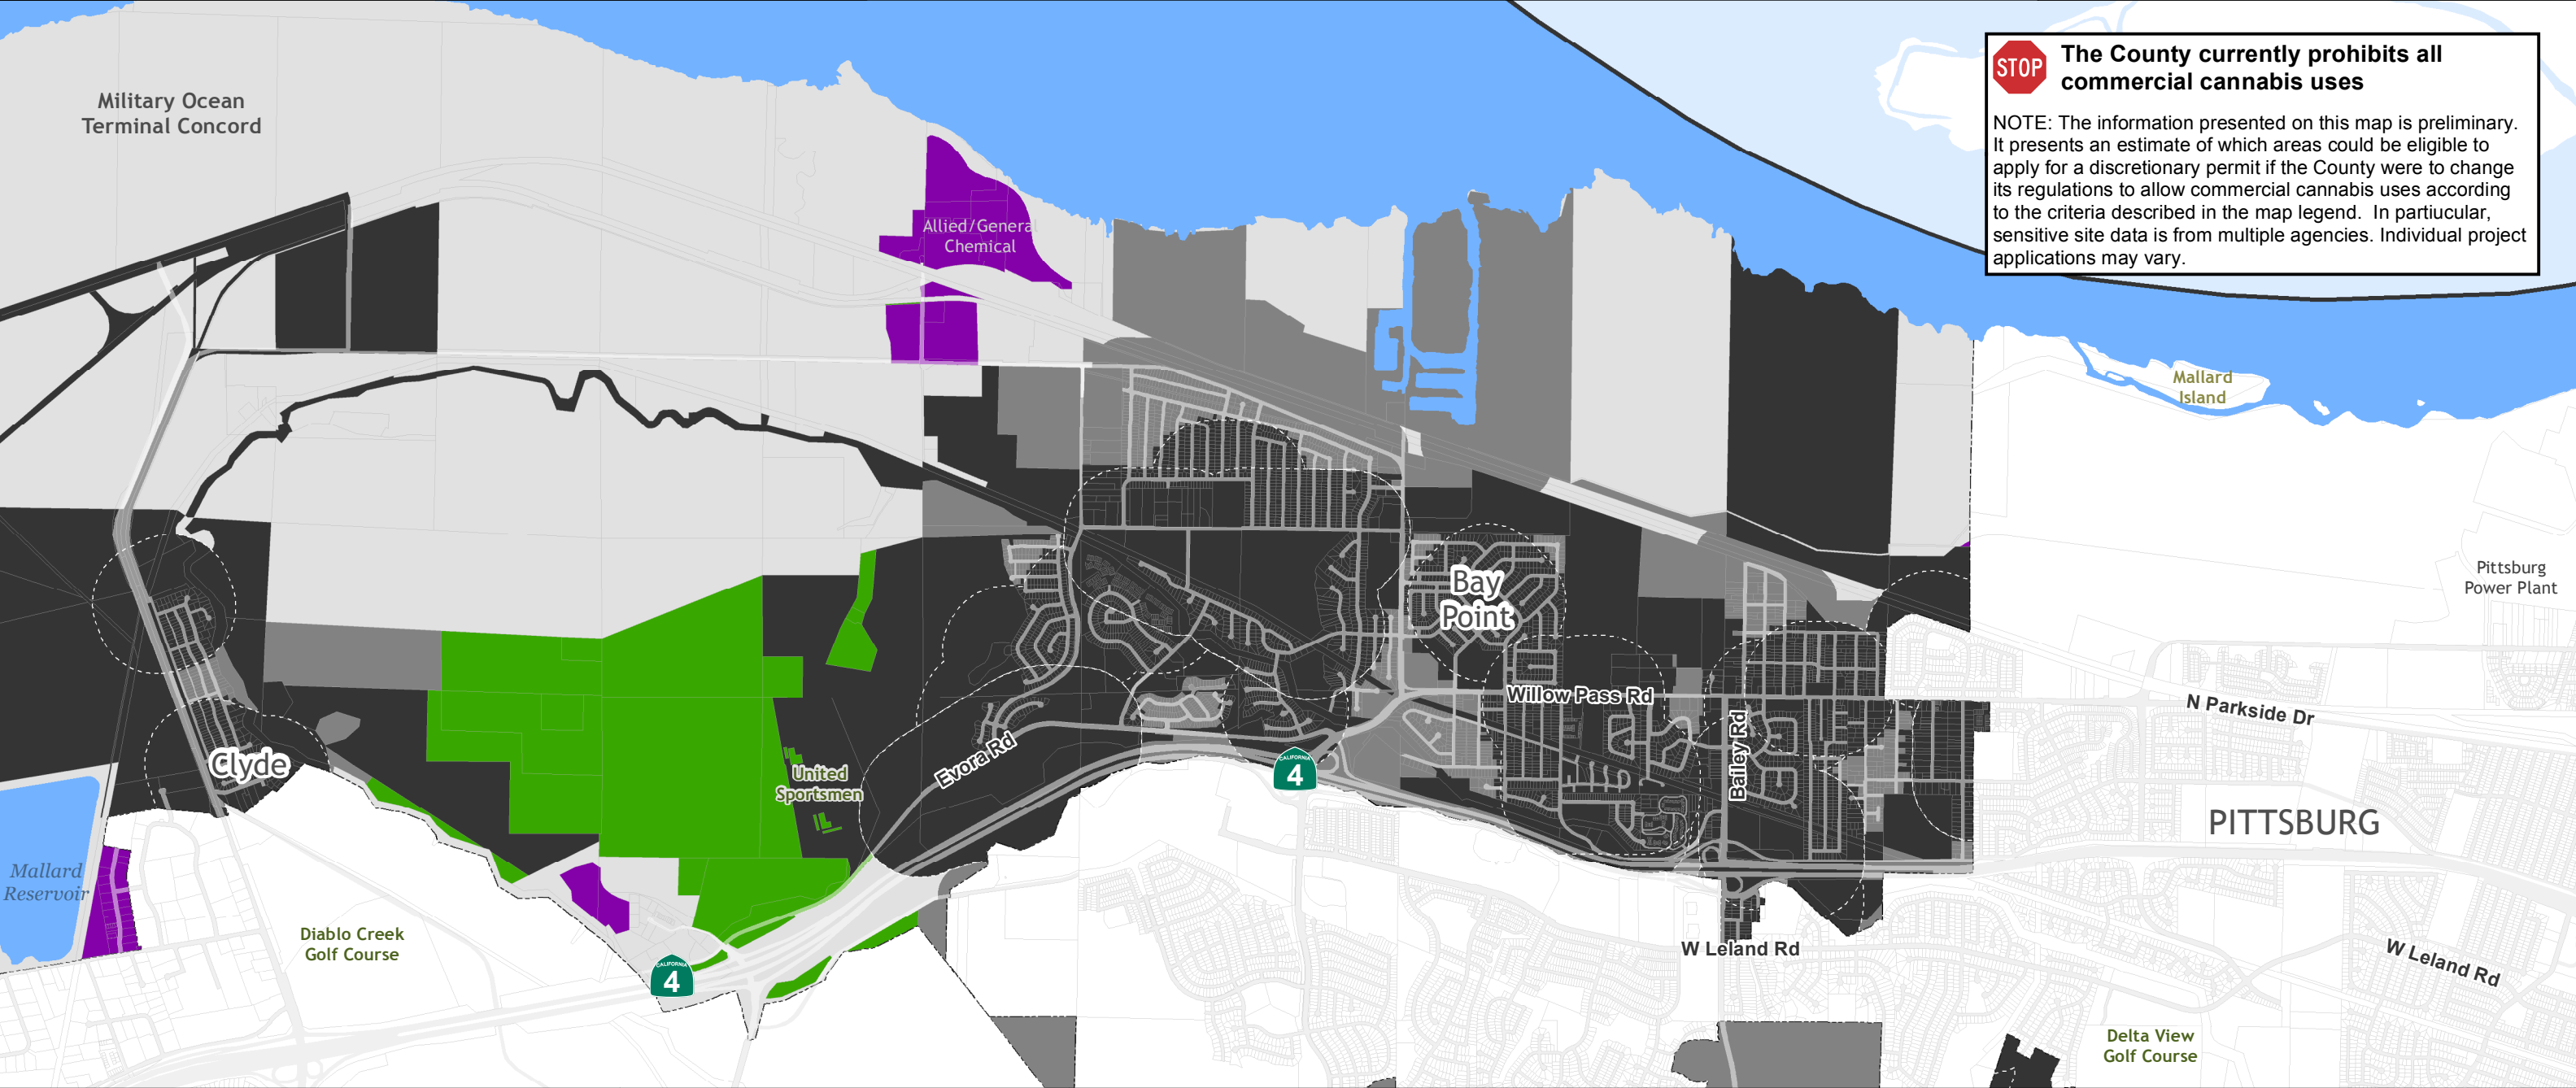 Military Ocean
Terminal Concord
STOP
The County currently prohibits all
commercial cannabis uses
NOTE: The information presented on this map is preliminary.
It presents an estimate of which areas could be eligible to
apply for a discretionary permit if the County were to change
its regulations to allow commercial cannabis uses according
to the criteria described in the map legend.  In partiucular,
sensitive site data is from multiple agencies. Individual project
applications may vary.
Allied/General
Chemical
Mallard
Island
Pittsburg
Power Plant
Bay
Point
Willow Pass Rd
N Parkside Dr
Clyde
Evora Rd
Bailey Rd
United
Sportsmen
CALIFORNIA
4
PITTSBURG
Mallard
Reservoir
Diablo Creek
Golf Course
CALIFORNIA
4
W Leland Rd
W Leland Rd
Delta View
Golf Course